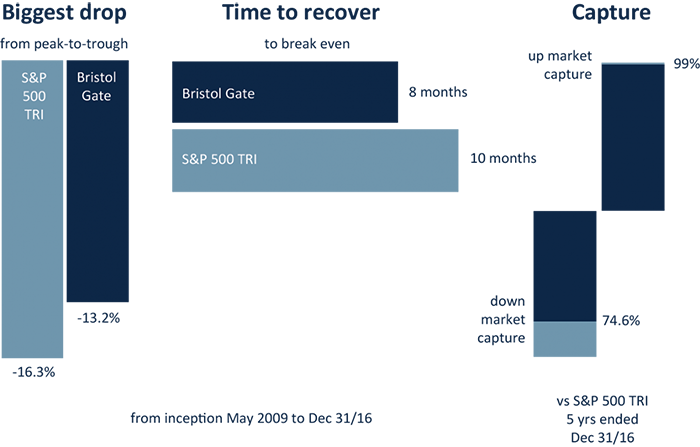 Biggest drop
from peak-to-trough
S&P
500
TRI
Bristol
Gate
-13.2%
-16.3%
Time to recover
to break even
Bristol Gate
8 months
S&P 500 TRI
10 months
from inception May 2009 to Dec 31/16
Capture
up market
capture
99%
down
market
capture
74.6%
vs S&P 500 TRI
5 yrs ended
Dec 31/16